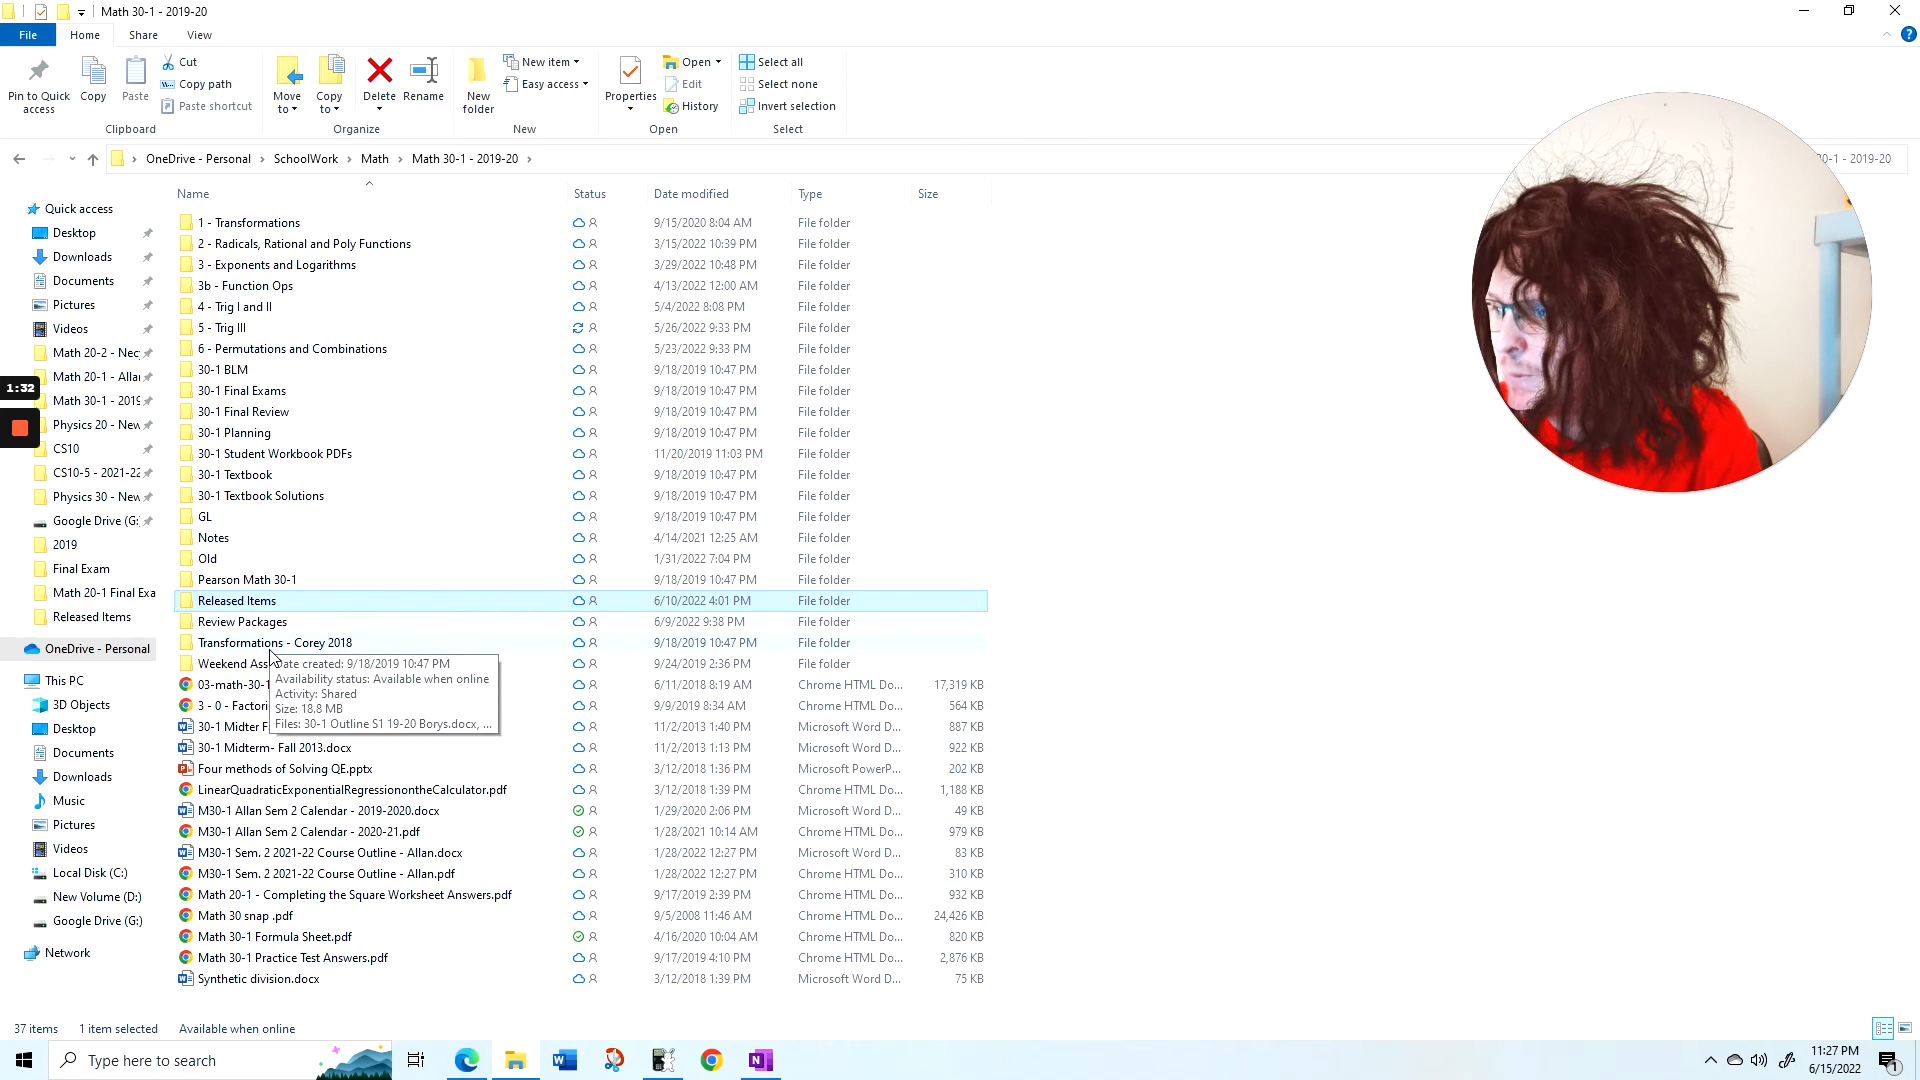 Math 30-1 - 2019-20
File Home Share View
Pin to Quick access
Copy
Paste
Cut
Copy path
Paste shortcut
Clipboard
Move to
Copy to
Delete
Rename
Organize
New folder
New item
Easy access
New
Properties
Open
Edit
History
Open
Select all
Select none
Invert selection
Select
OneDrive - Personal > SchoolWork > Math > Math 30-1 - 2019-20 >
0-1 - 2019-20
Quick access
Desktop
Downloads
Documents
Pictures
Videos
Math 20-2 - Nec
Math 20-1 - Allan
Math 30-1 - 2019
Physics 20 - New
CS10
CS10-5 - 2021-22
Physics 30 - New
Google Drive (G:
2019
Final Exam
Math 20-1 Final Exa
Released Items
OneDrive - Personal
This PC
3D Objects
Desktop
Documents
Downloads
Music
Pictures
Videos
Local Disk (C:)
New Volume (D:)
Google Drive (G:)
Network
1:32
Name Status Date modified Type Size
1 - Transformations 9/15/2020 8:04 AM File folder
2 - Radicals, Rational and Poly Functions 3/15/2022 10:39 PM File folder
3 - Exponents and Logarithms 3/29/2022 10:48 PM File folder
3b - Function Ops 4/13/2022 12:00 AM File folder
4 - Trig I and II 5/4/2022 8:08 PM File folder
5 - Trig III 5/26/2022 9:33 PM File folder
6 - Permutations and Combinations 5/23/2022 9:33 PM File folder
30-1 BLM 9/18/2019 10:47 PM File folder
30-1 Final Exams 9/18/2019 10:47 PM File folder
30-1 Final Review 9/18/2019 10:47 PM File folder
30-1 Planning 9/18/2019 10:47 PM File folder
30-1 Student Workbook PDFs 11/20/2019 11:03 PM File folder
30-1 Textbook 9/18/2019 10:47 PM File folder
30-1 Textbook Solutions 9/18/2019 10:47 PM File folder
GL 9/18/2019 10:47 PM File folder
Notes 4/14/2021 12:25 AM File folder
Old 1/31/2022 7:04 PM File folder
Pearson Math 30-1 9/18/2019 10:47 PM File folder
Released Items 6/10/2022 4:01 PM File folder
Review Packages 6/9/2022 9:38 PM File folder
Transformations - Corey 2018 9/18/2019 10:47 PM File folder
Weekend Ass 9/24/2019 2:36 PM File folder
03-math-30-1 6/11/2018 8:19 AM Chrome HTML Do... 17,319 KB
3 - 0 - Factori 9/9/2019 8:34 AM Chrome HTML Do... 564 KB
30-1 Midter F 11/2/2013 1:40 PM Microsoft Word D... 887 KB
30-1 Midterm- Fall 2013.docx 11/2/2013 1:13 PM Microsoft Word D... 922 KB
Four methods of Solving QE.pptx 3/12/2018 1:36 PM Microsoft PowerP... 202 KB
LinearQuadraticExponentialRegressionontheCalculator.pdf 3/12/2018 1:39 PM Chrome HTML Do... 1,188 KB
M30-1 Allan Sem 2 Calendar - 2019-2020.docx 1/29/2020 2:06 PM Microsoft Word D... 49 KB
M30-1 Allan Sem 2 Calendar - 2020-21.pdf 1/28/2021 10:14 AM Chrome HTML Do... 979 KB
M30-1 Sem. 2 2021-22 Course Outline - Allan.docx 1/28/2022 12:27 PM Microsoft Word D... 83 KB
M30-1 Sem. 2 2021-22 Course Outline - Allan.pdf 1/28/2022 12:27 PM Chrome HTML Do... 310 KB
Math 20-1 - Completing the Square Worksheet Answers.pdf 9/17/2019 2:39 PM Chrome HTML Do... 932 KB
Math 30 snap .pdf 9/5/2008 11:46 AM Chrome HTML Do... 24,426 KB
Math 30-1 Formula Sheet.pdf 4/16/2020 10:04 AM Chrome HTML Do... 820 KB
Math 30-1 Practice Test Answers.pdf 9/17/2019 4:10 PM Chrome HTML Do... 2,876 KB
Synthetic division.docx 3/12/2018 1:39 PM Microsoft Word D... 75 KB
Date created: 9/18/2019 10:47 PM
Availability status: Available when online
Activity: Shared
Size: 18.8 MB
Files: 30-1 Outline S1 19-20 Borys.docx, ...
37 items 1 item selected Available when online
Type here to search
11:27 PM
6/15/2022
1